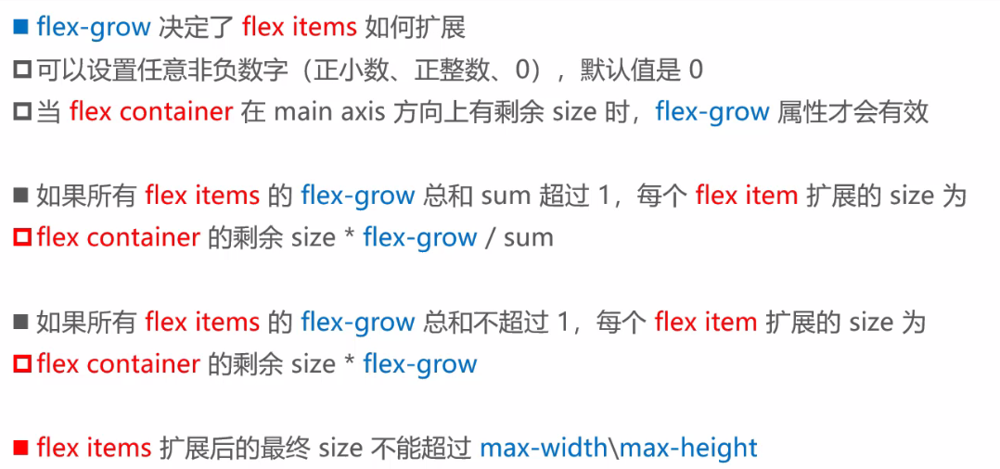 flex-grow 决定了 flex items 如何扩展
可以设置任意非负数字（正小数、正整数、0），默认值是 0
当 flex container 在 main axis 方向上有剩余 size 时，flex-grow 属性才会有效
如果所有 flex items 的 flex-grow 总和 sum 超过 1，每个 flex item 扩展的 size 为
flex container 的剩余 size * flex-grow / sum
如果所有 flex items 的 flex-grow 总和不超过 1，每个 flex item 扩展的 size 为
flex container 的剩余 size * flex-grow
flex items 扩展后的最终 size 不能超过 max-width\max-height